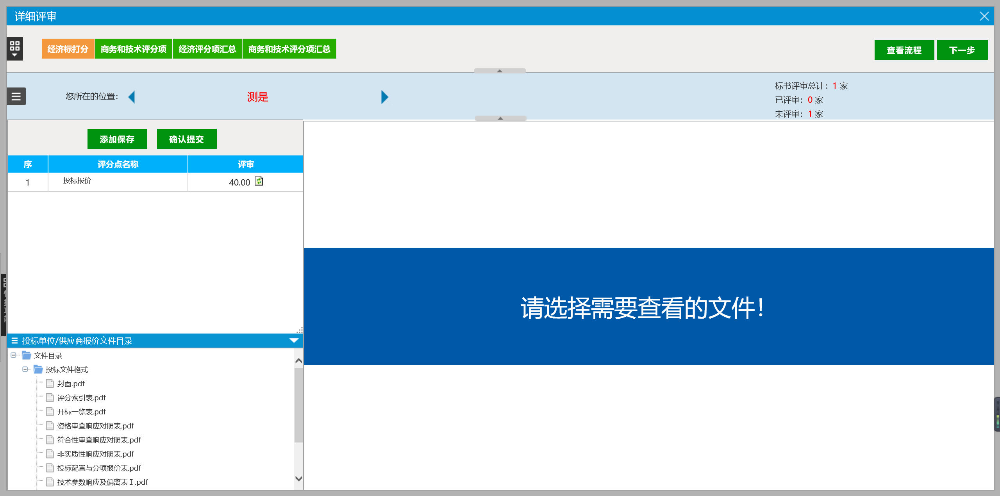 详细评审
经济标打分 商务和技术评分项 经济评分项汇总 商务和技术评分项汇总 查看流程 下一步
您所在的位置： 测是
标书评审总计：1 家
已评审：0 家
未评审：1 家
添加保存 确认提交
序 评分点名称 评审
1 投标报价 40.00
请选择需要查看的文件！
投标单位/供应商报价文件目录
文件目录
投标文件格式
封面.pdf
评分索引表.pdf
开标一览表.pdf
资格审查响应对照表.pdf
符合性审查响应对照表.pdf
非实质性响应对照表.pdf
投标配置与分项报价表.pdf
技术参数响应及偏离表Ⅰ.pdf